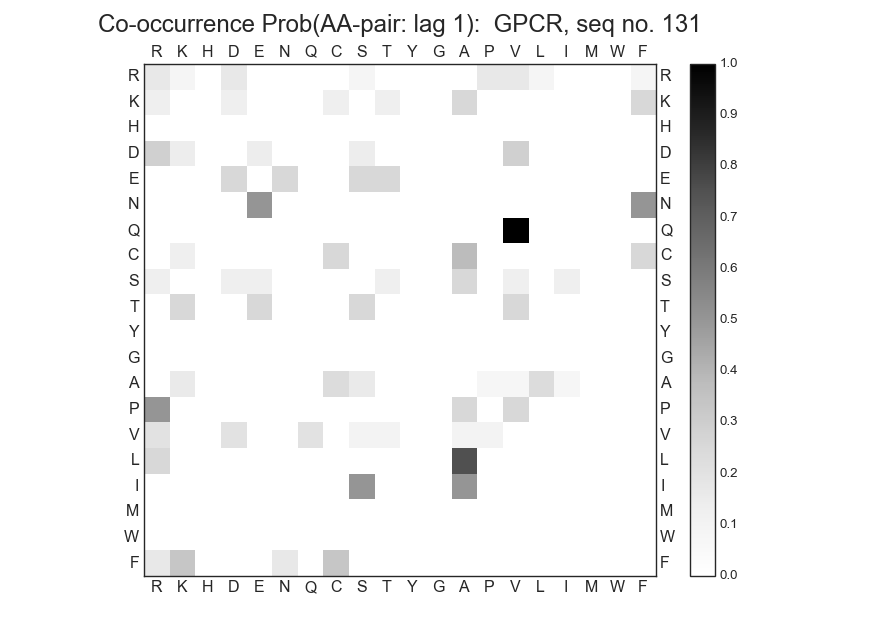 Co-occurrence Prob(AA-pair: lag 1):  GPCR, seq no. 131
R K H D E N Q C S T Y G A P V L I M W F
R R 1.0
K K 0.9
H H
D D 0.8
E E
N N 0.7
Q Q
C C 0.6
S S
T T 0.5
Y Y
G G 0.4
A A
P P 0.3
V V
L L 0.2
I I
M M 0.1
W W
F F 0.0
R K H D E N Q C S T Y G A P V L I M W F